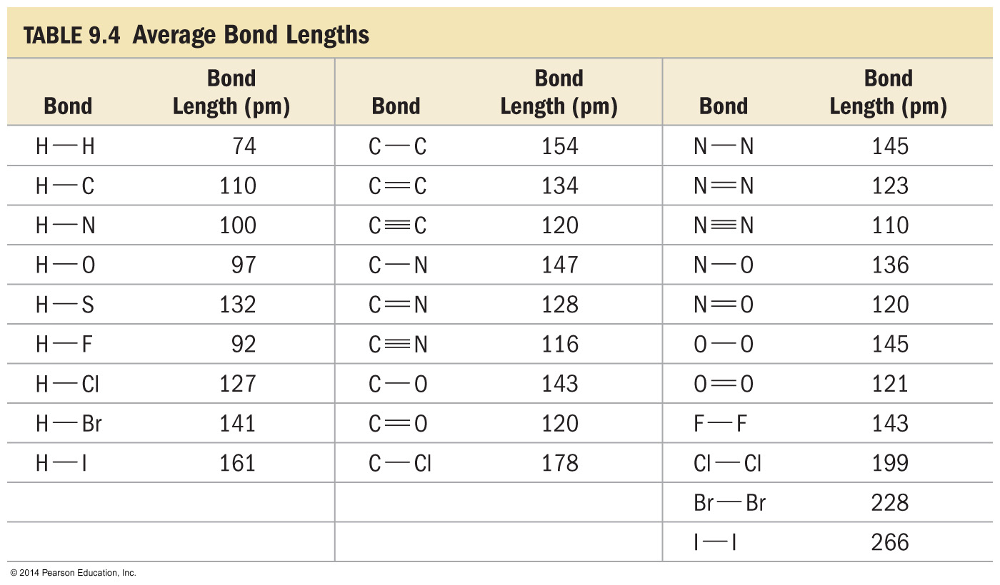 TABLE 9.4 Average Bond Lengths
Bond Bond Length (pm) Bond Bond Length (pm) Bond Bond Length (pm)
H—H 74 C—C 154 N—N 145
H—C 110 C=C 134 N=N 123
H—N 100 C≡C 120 N≡N 110
H—O 97 C—N 147 N—O 136
H—S 132 C=N 128 N=O 120
H—F 92 C≡N 116 O—O 145
H—Cl 127 C—O 143 O=O 121
H—Br 141 C=O 120 F—F 143
H—I 161 C—Cl 178 Cl—Cl 199
Br—Br 228
I—I 266
© 2014 Pearson Education, Inc.